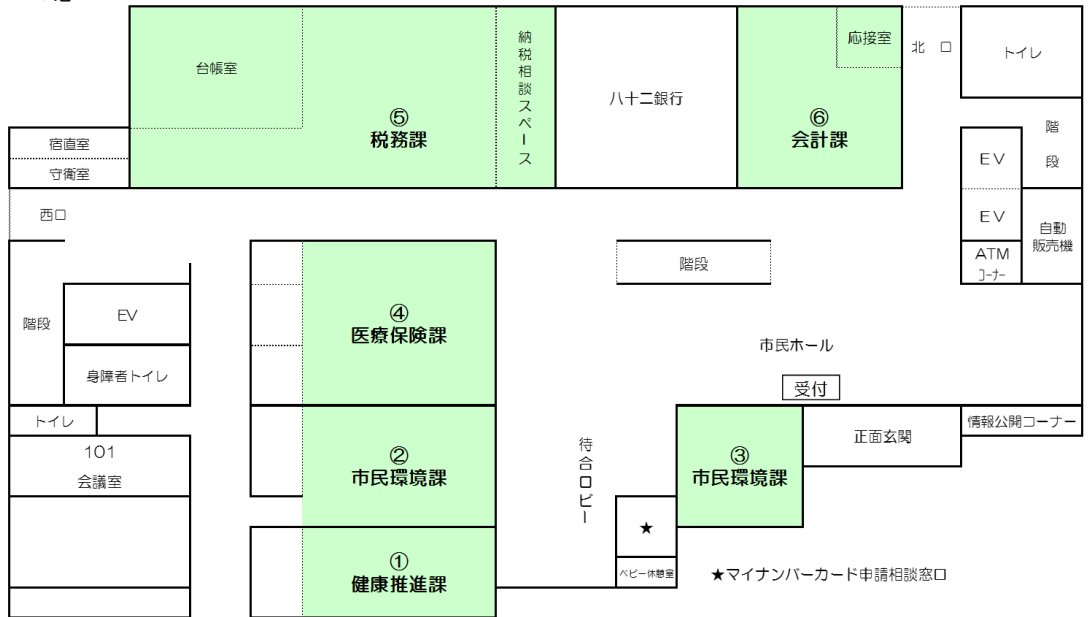 台帳室
納税相談スペース
八十二銀行
応接室
北 口
トイレ
⑤
税務課
⑥
会計課
宿直室
守衛室
階
段
EV
西口
EV
自動
販売機
ATM
コーナー
階段
④
医療保険課
階段
EV
身障者トイレ
市民ホール
受付
トイレ
101
会議室
②
市民環境課
待合ロビー
③
市民環境課
正面玄関
情報公開コーナー
★
①
健康推進課
ベビー休憩室
★マイナンバーカード申請相談窓口